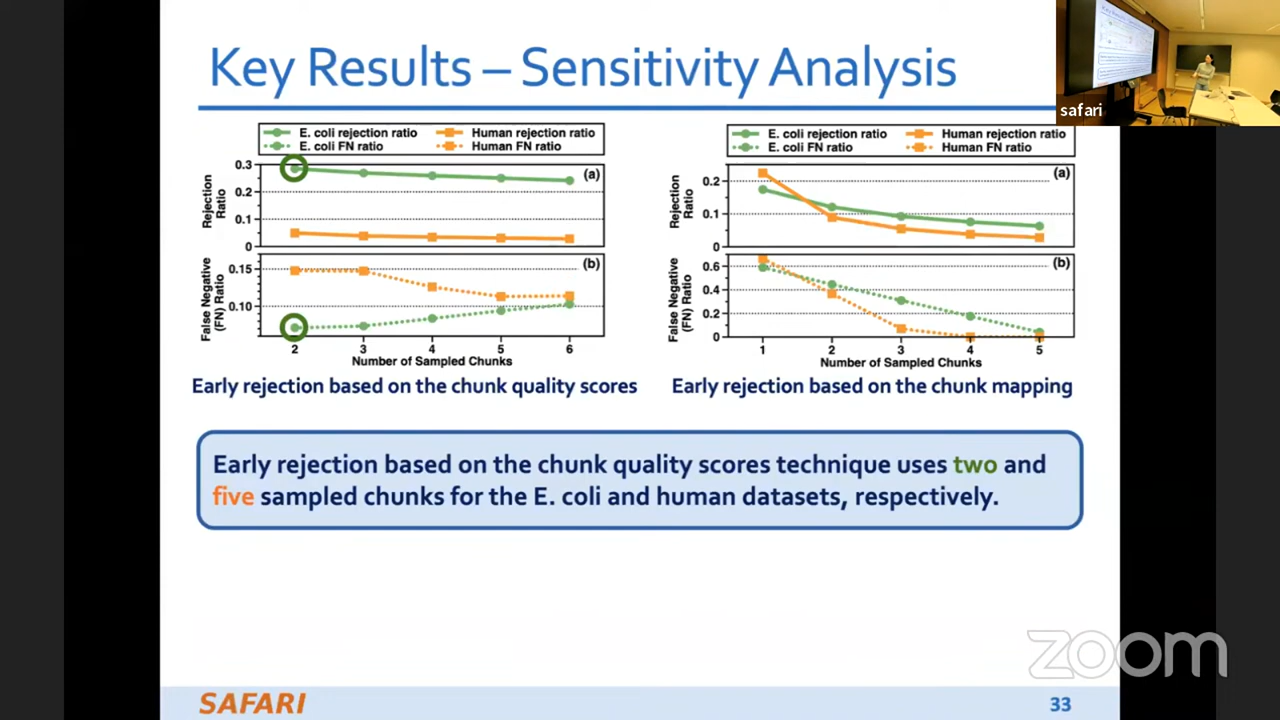 Key Results – Sensitivity Analysis
safari
E. coli rejection ratio
Human rejection ratio
E. coli FN ratio
Human FN ratio
(a)
Rejection
Ratio
0.3
0.2
0.1
0
(b)
False Negative
(FN) Ratio
0.15
0.10
2 3 4 5 6
Number of Sampled Chunks
Early rejection based on the chunk quality scores
E. coli rejection ratio
Human rejection ratio
E. coli FN ratio
Human FN ratio
(a)
Rejection
Ratio
0.2
0.1
0
(b)
False Negative
(FN) Ratio
0.6
0.4
0.2
0
1 2 3 4 5
Number of Sampled Chunks
Early rejection based on the chunk mapping
Early rejection based on the chunk quality scores technique uses two and
five sampled chunks for the E. coli and human datasets, respectively.
zoom
SAFARI
33